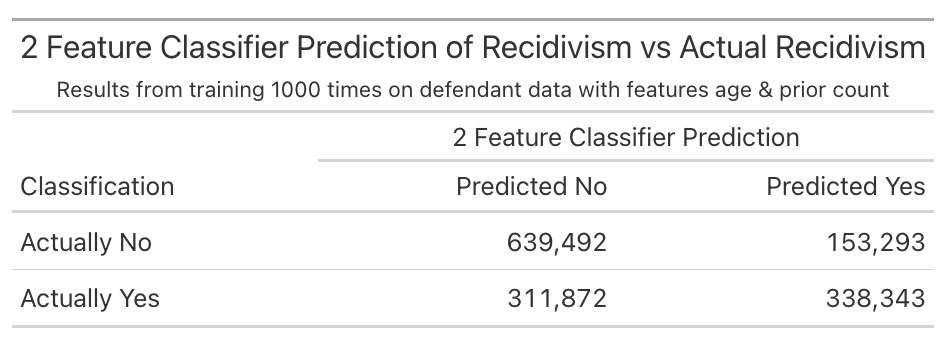 2 Feature Classifier Prediction of Recidivism vs Actual Recidivism
Results from training 1000 times on defendant data with features age & prior count
2 Feature Classifier Prediction
Classification Predicted No Predicted Yes
Actually No 639,492 153,293
Actually Yes 311,872 338,343